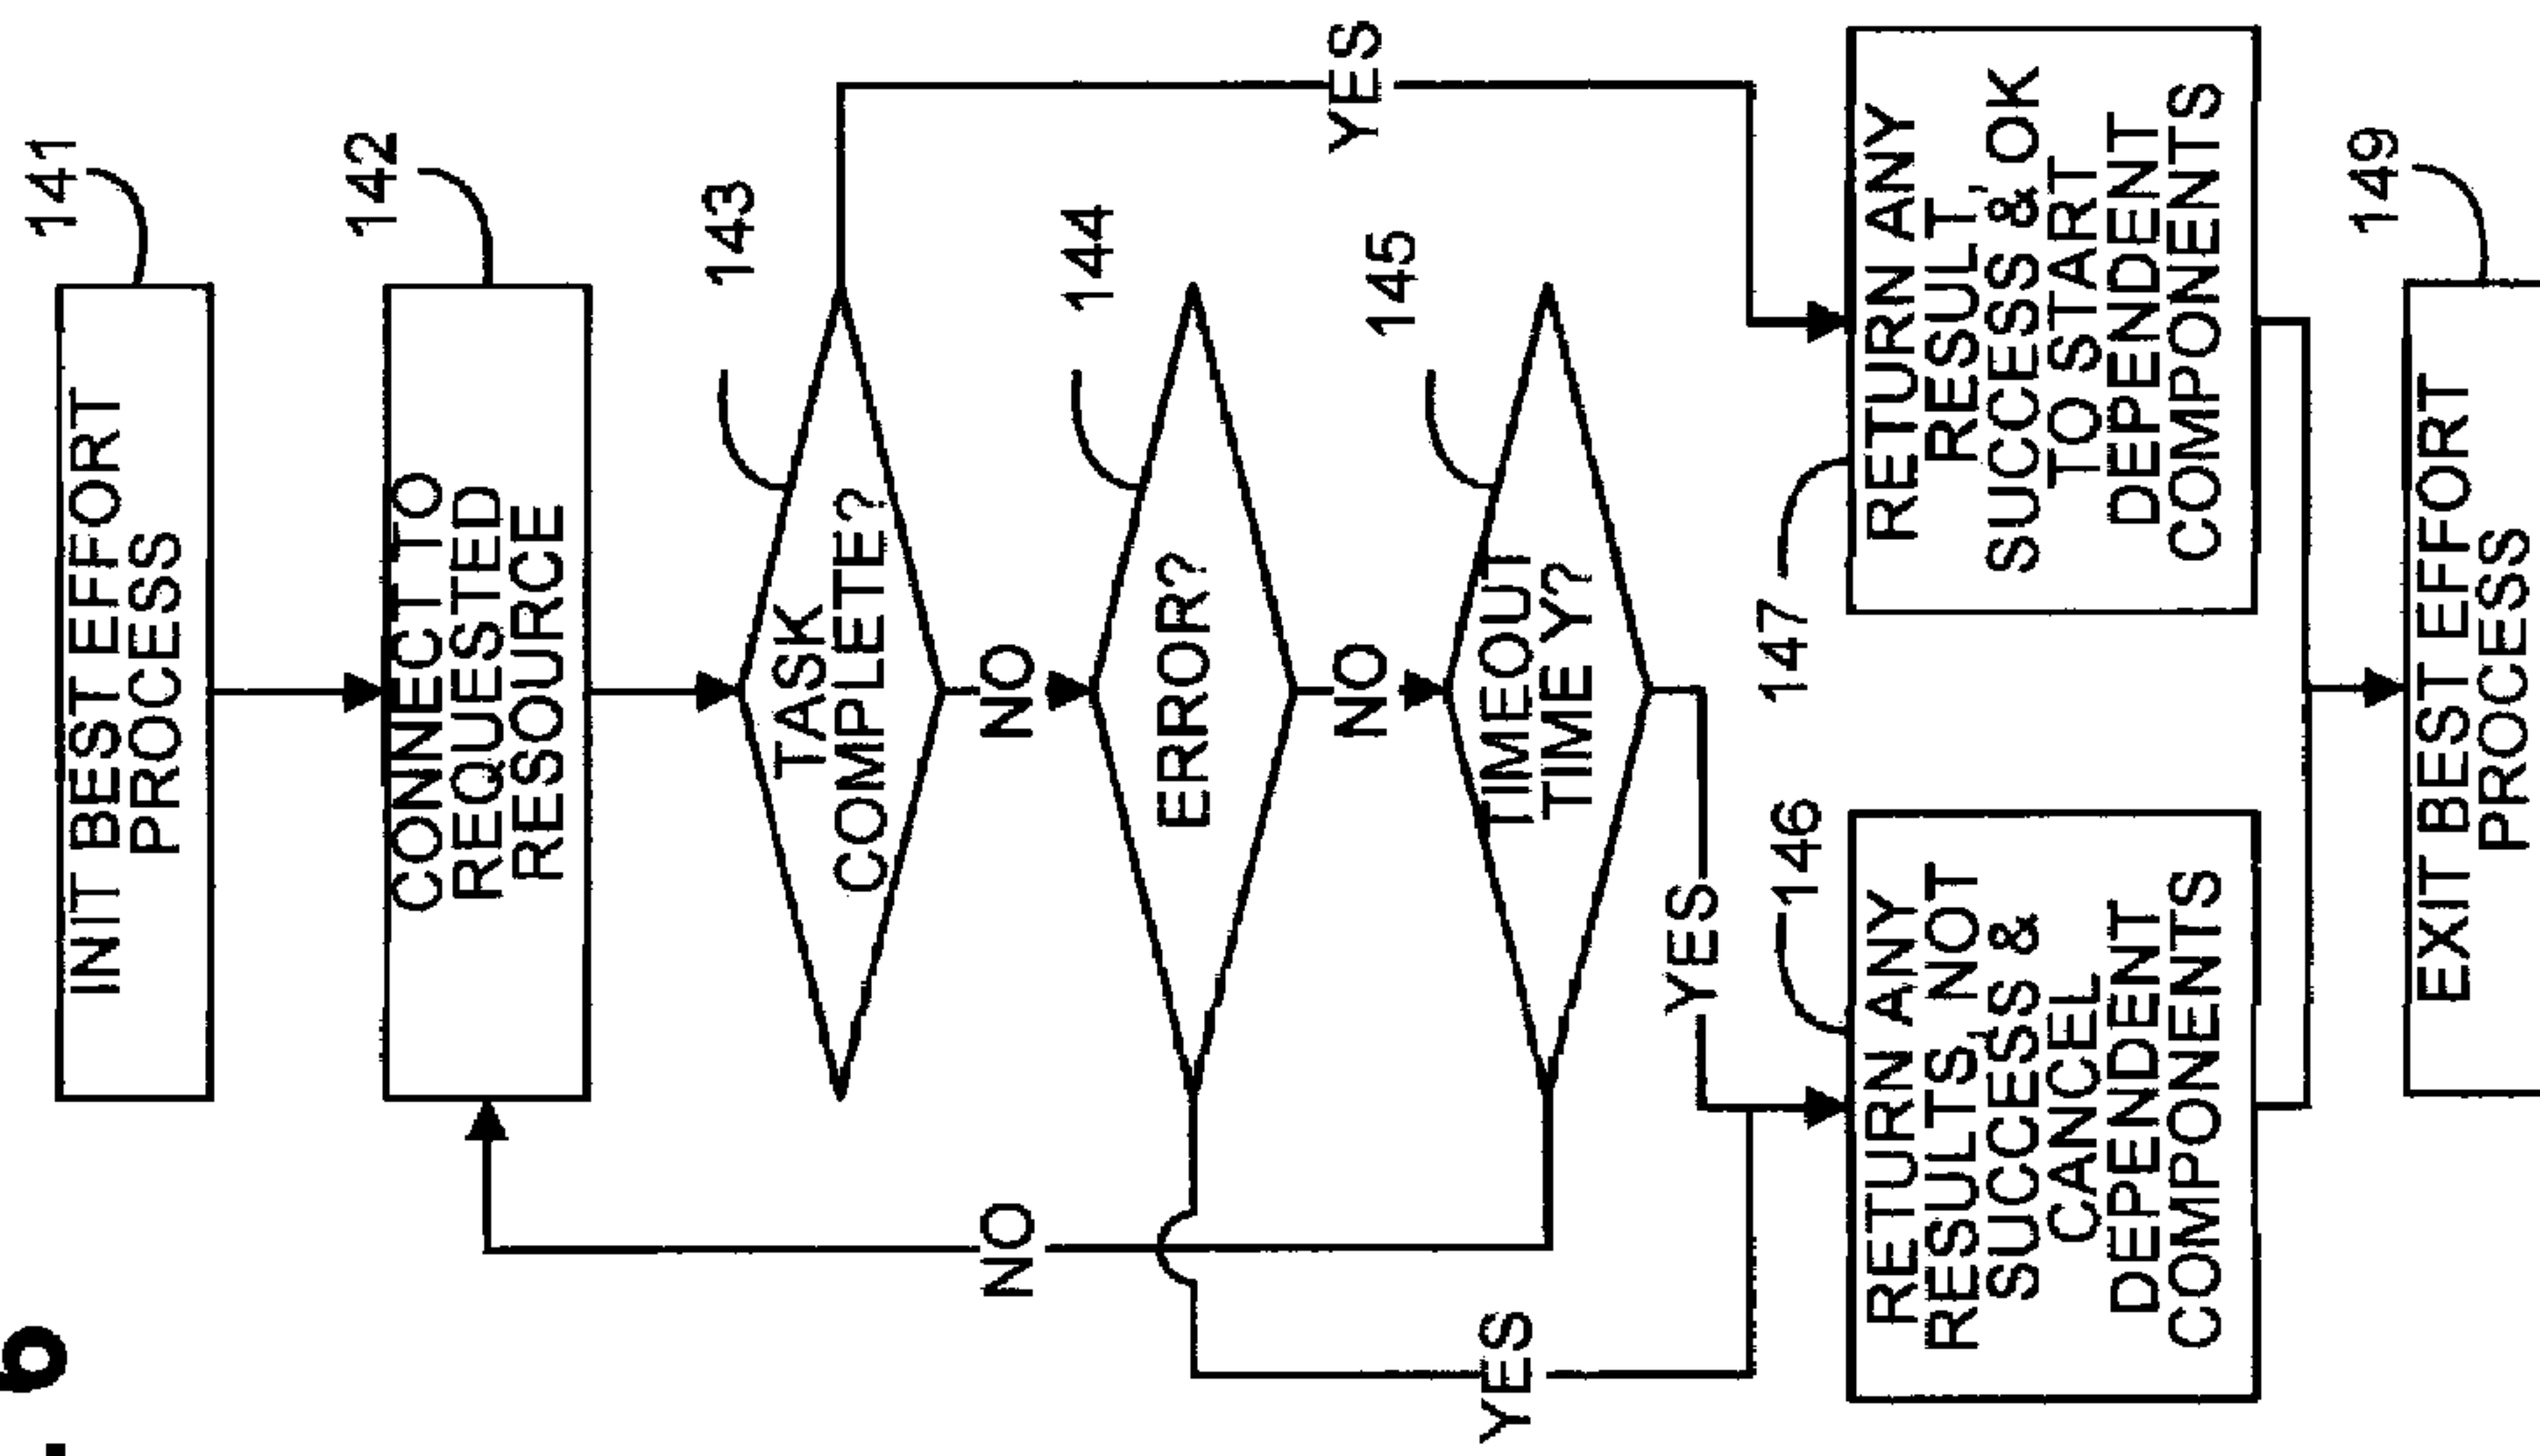 6
INIT BEST EFFORT
PROCESS
141
CONNECT TO
REQUESTED
RESOURCE
142
TASK
COMPLETE?
143
YES
NO
ERROR?
144
NO
YES
NO
TIMEOUT
TIME Y?
145
YES
146
RETURN ANY
RESULTS, NOT
SUCCESS &
CANCEL
DEPENDENT
COMPONENTS
147
RETURN ANY
RESULT,
SUCCESS & OK
TO START
DEPENDENT
COMPONENTS
EXIT BEST EFFORT
PROCESS
149